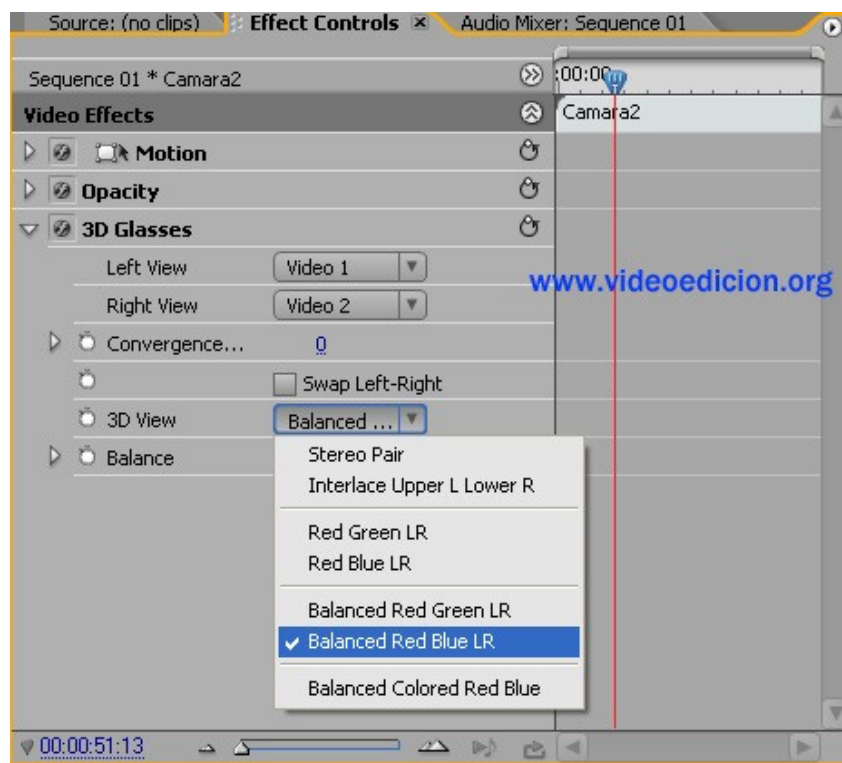 Source: (no clips) Effect Controls Audio Mixer: Sequence 01
Sequence 01 * Camara2 :00:00
Video Effects Camara2
Motion
Opacity
3D Glasses
Left View Video 1
www.videoedicion.org
Right View Video 2
Convergence... 0
Swap Left-Right
3D View Balanced ...
Balance
Stereo Pair
Interlace Upper L Lower R
Red Green LR
Red Blue LR
Balanced Red Green LR
Balanced Red Blue LR
Balanced Colored Red Blue
00:00:51:13